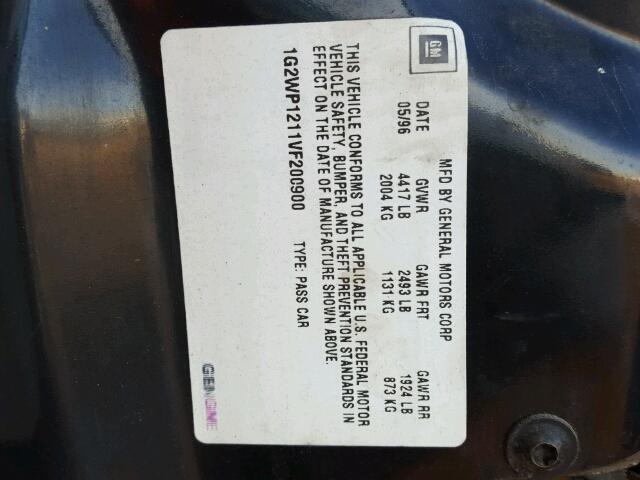 GM
MFD BY GENERAL MOTORS CORP
DATE GVWR GAWR FRT GAWR RR
05/96 4417 LB 2493 LB 1924 LB
2004 KG 1131 KG 873 KG
THIS VEHICLE CONFORMS TO ALL APPLICABLE U.S. FEDERAL MOTOR
VEHICLE SAFETY, BUMPER, AND THEFT PREVENTION STANDARDS IN
EFFECT ON THE DATE OF MANUFACTURE SHOWN ABOVE.
1G2WP1211VF200900 TYPE: PASS CAR